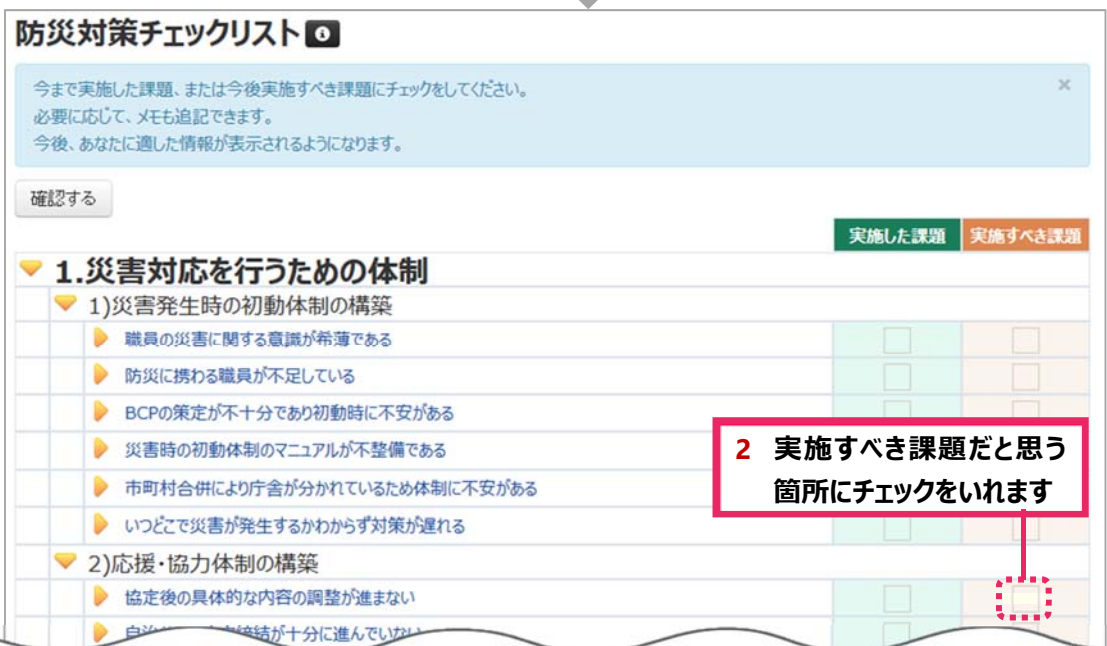 防災対策チェックリスト
今まで実施した課題、または今後実施すべき課題にチェックをしてください。
×
必要に応じて、メモも追記できます。
今後、あなたに適した情報が表示されるようになります。
確認する
実施した課題 実施すべき課題
1.災害対応を行うための体制
1)災害発生時の初動体制の構築
職員の災害に関する意識が希薄である
防災に携わる職員が不足している
BCPの策定が不十分であり初動時に不安がある
災害時の初動体制のマニュアルが不整備である
市町村合併により庁舎が分かれているため体制に不安がある
いつどこで災害が発生するかわからず対策が遅れる
2 実施すべき課題だと思う
箇所にチェックをいれます
2)応援・協力体制の構築
協定後の具体的な内容の調整が進まない
締結が十分に進んでいない